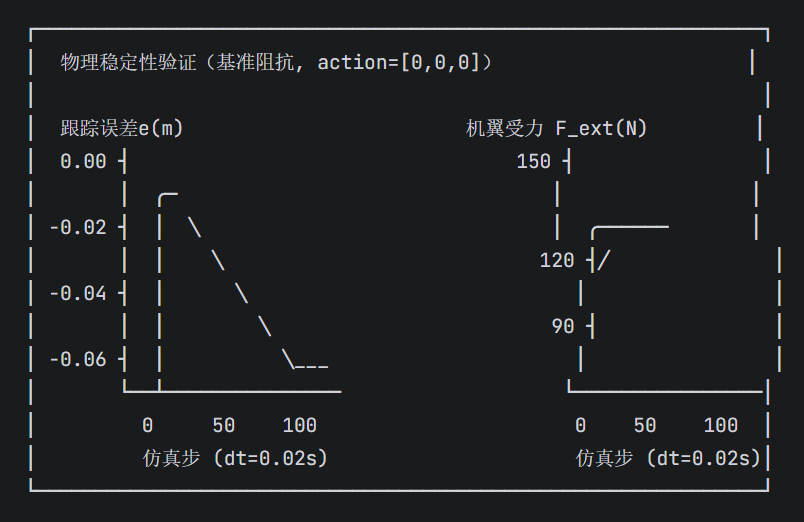 物理稳定性验证（基准阻抗, action=[0,0,0]）
跟踪误差e(m) 机翼受力 F_ext(N)
0.00 150
-0.02
120
-0.04
90
-0.06
0 50 100 0 50 100
仿真步 (dt=0.02s) 仿真步 (dt=0.02s)